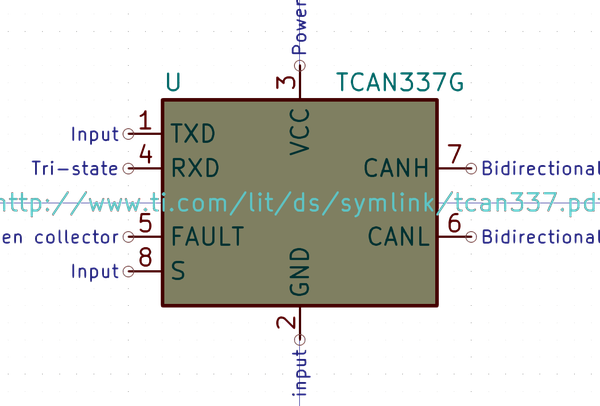 Power
3
U TCAN337G
VCC
Input 1 TXD
Tri-state 4 RXD CANH 7 Bidirectional
http://www.ti.com/lit/ds/symlink/tcan337.pd
en collector 5 FAULT CANL 6 Bidirectional
Input 8 S
GND
2
input